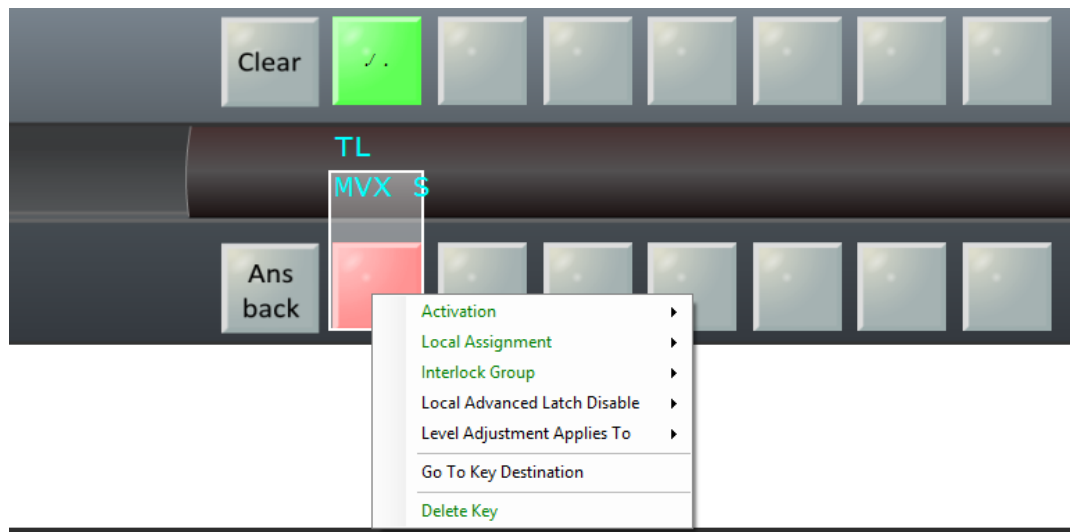 Clear
✓ .
TL
MVX S
Ans
back
Activation
Local Assignment
Interlock Group
Local Advanced Latch Disable
Level Adjustment Applies To
Go To Key Destination
Delete Key